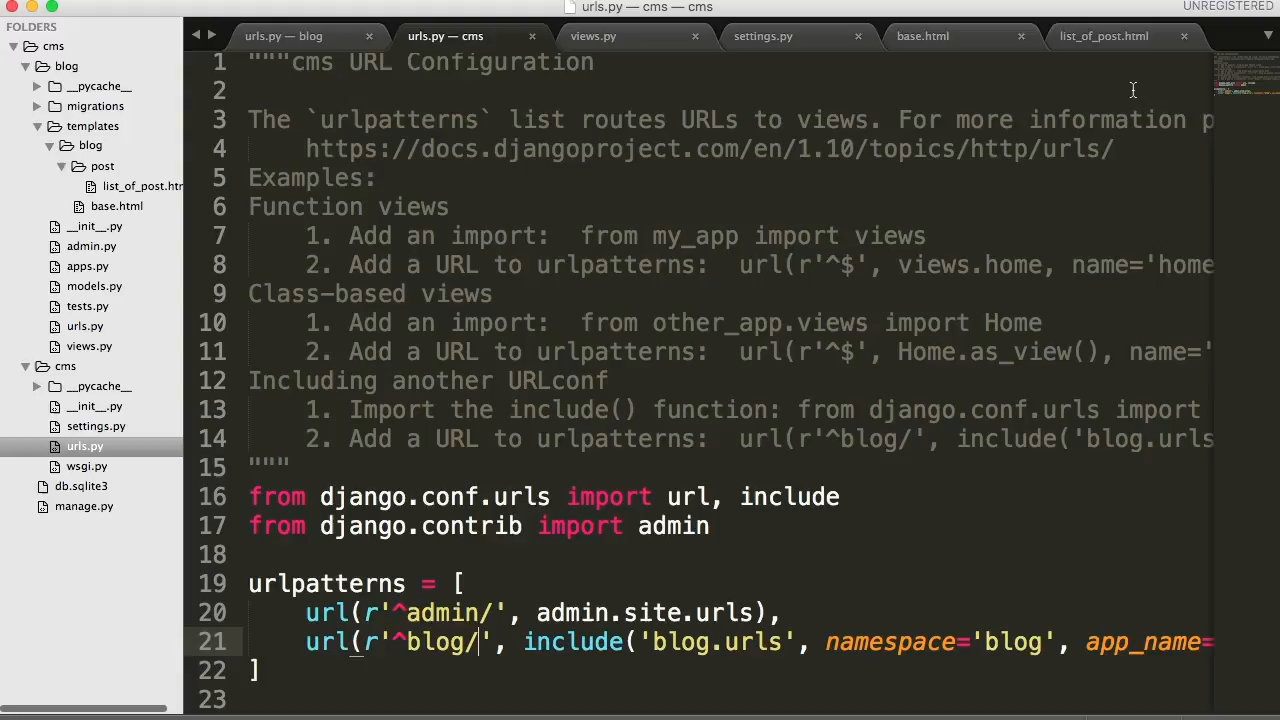 urls.py — cms — cms
UNREGISTERED
FOLDERS
cms
blog
__pycache__
migrations
templates
blog
post
list_of_post.htr
base.html
__init__.py
admin.py
apps.py
models.py
tests.py
urls.py
views.py
cms
__pycache__
__init__.py
settings.py
urls.py
wsgi.py
db.sqlite3
manage.py
urls.py — blog
urls.py — cms
views.py
settings.py
base.html
list_of_post.html
1 """cms URL Configuration
2
3 The `urlpatterns` list routes URLs to views. For more information p
4     https://docs.djangoproject.com/en/1.10/topics/http/urls/
5 Examples:
6 Function views
7     1. Add an import:  from my_app import views
8     2. Add a URL to urlpatterns:  url(r'^$', views.home, name='home
9 Class-based views
10     1. Add an import:  from other_app.views import Home
11     2. Add a URL to urlpatterns:  url(r'^$', Home.as_view(), name='
12 Including another URLconf
13     1. Import the include() function: from django.conf.urls import
14     2. Add a URL to urlpatterns:  url(r'^blog/', include('blog.urls
15 """
16 from django.conf.urls import url, include
17 from django.contrib import admin
18
19 urlpatterns = [
20     url(r'^admin/', admin.site.urls),
21     url(r'^blog/', include('blog.urls', namespace='blog', app_name=
22 ]
23